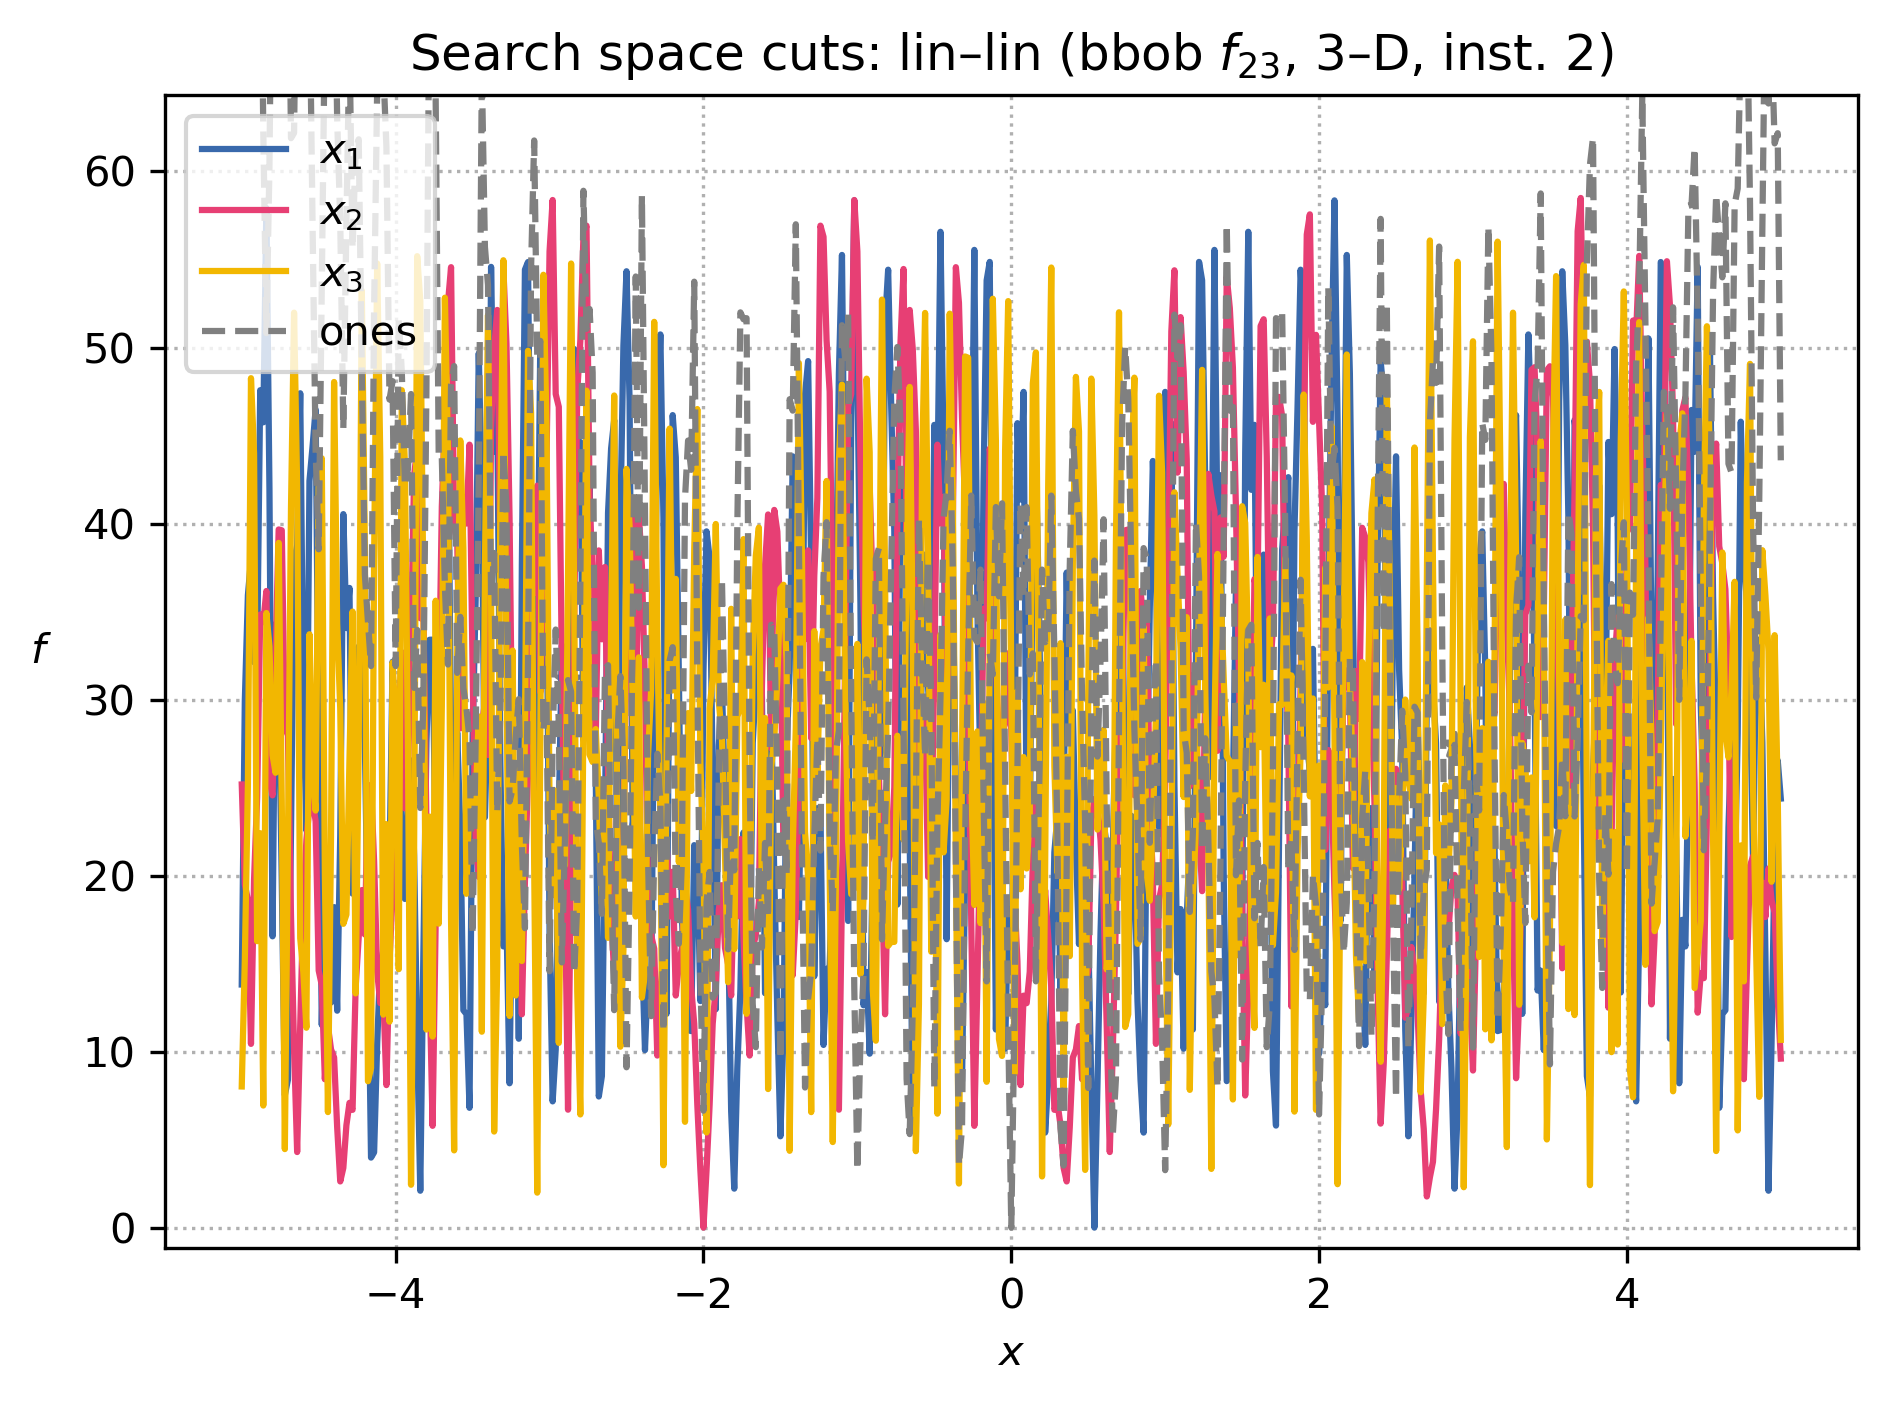 Search space cuts: lin–lin (bbob f₂₃, 3–D, inst. 2)
x₁
x₂
x₃
ones
60
50
40
30
20
10
0
f
−4 −2 0 2 4
x